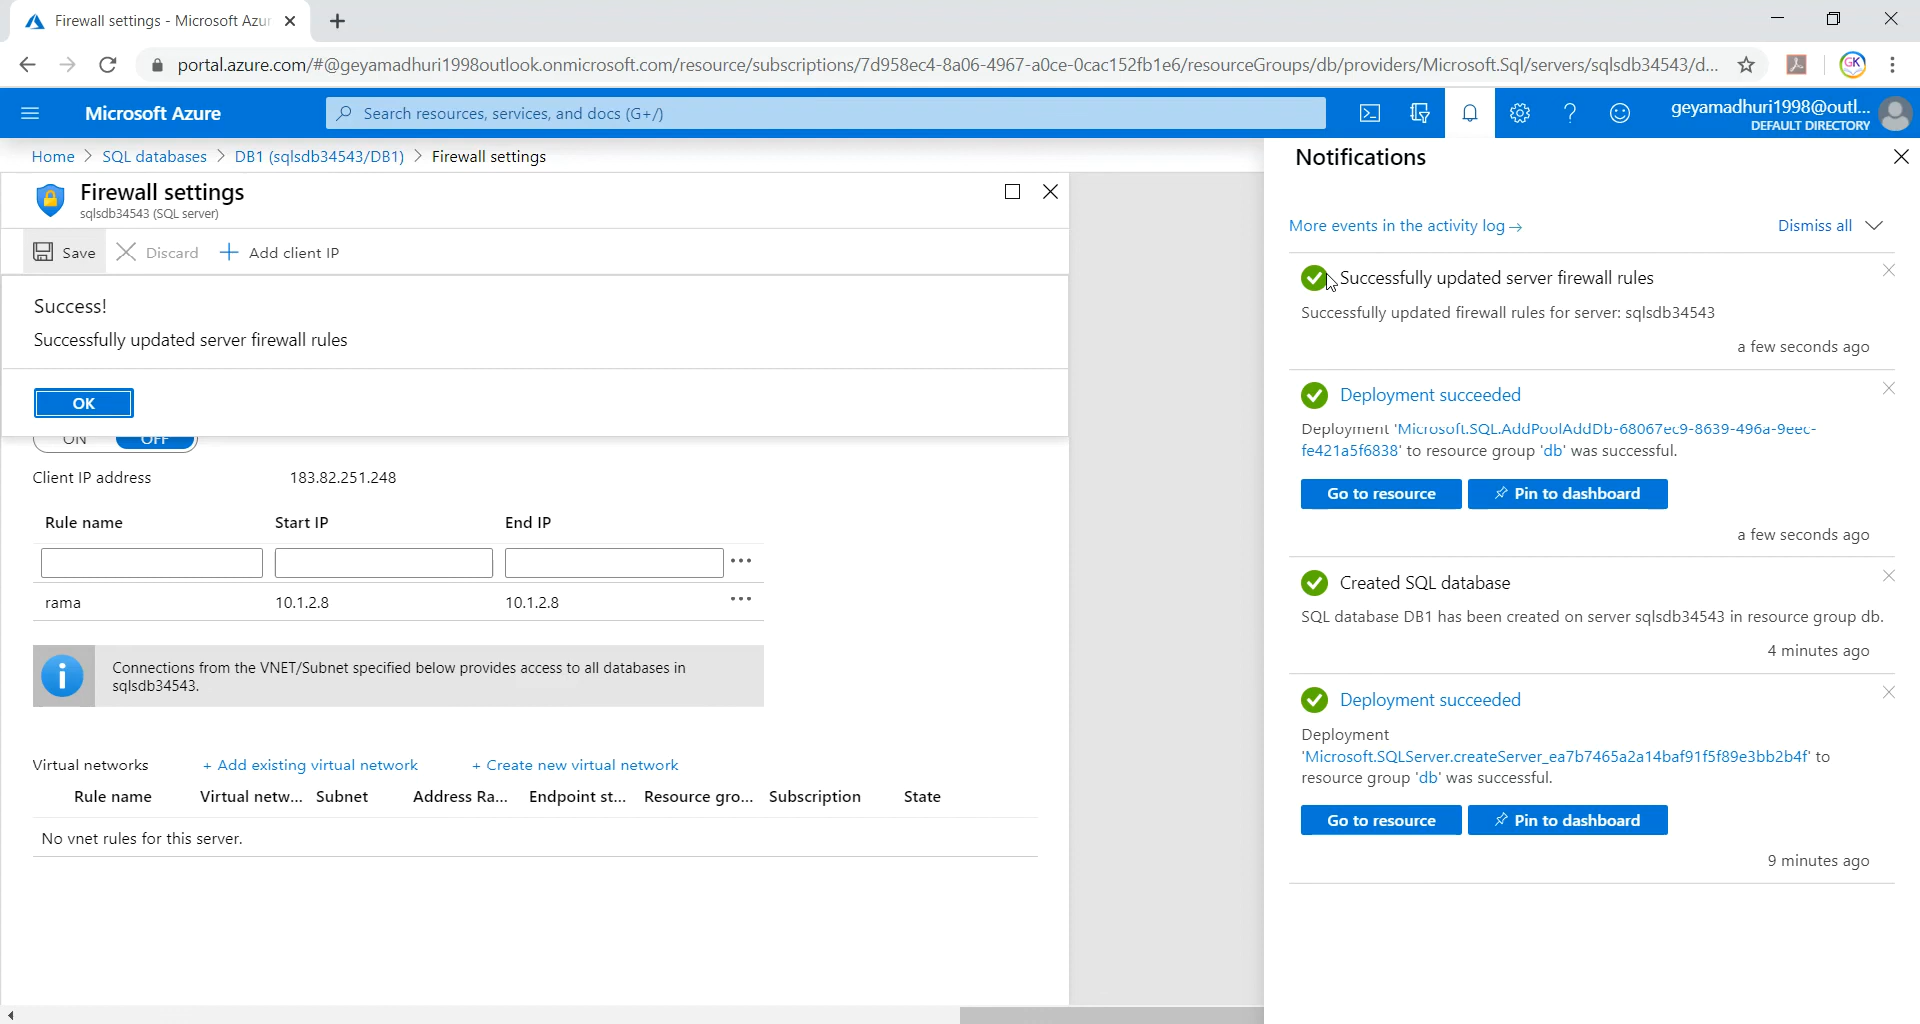 Firewall settings - Microsoft Azur
portal.azure.com/#@geyamadhuri1998outlook.onmicrosoft.com/resource/subscriptions/7d958ec4-8a06-4967-a0ce-0cac152fb1e6/resourceGroups/db/providers/Microsoft.Sql/servers/sqlsdb34543/d...
GK
Microsoft Azure
Search resources, services, and docs (G+/)
geyamadhuri1998@outl...
DEFAULT DIRECTORY
Home > SQL databases > DB1 (sqlsdb34543/DB1) > Firewall settings
Firewall settings
sqlsdb34543 (SQL server)
Save
Discard
+ Add client IP
Success!
Successfully updated server firewall rules
OK
ON OFF
Client IP address 183.82.251.248
Rule name Start IP End IP
...
rama 10.1.2.8 10.1.2.8 ...
Connections from the VNET/Subnet specified below provides access to all databases in
sqlsdb34543.
Virtual networks + Add existing virtual network + Create new virtual network
Rule name Virtual netw... Subnet Address Ra... Endpoint st... Resource gro... Subscription State
No vnet rules for this server.
Notifications
More events in the activity log →
Dismiss all
Successfully updated server firewall rules
Successfully updated firewall rules for server: sqlsdb34543
a few seconds ago
Deployment succeeded
Deployment 'Microsoft.SQL.AddPoolAddDb-68067ec9-8639-496a-9eec-
fe421a5f6838' to resource group 'db' was successful.
Go to resource Pin to dashboard
a few seconds ago
Created SQL database
SQL database DB1 has been created on server sqlsdb34543 in resource group db.
4 minutes ago
Deployment succeeded
Deployment
'Microsoft.SQLServer.createServer_ea7b7465a2a14baf91f5f89e3bb2b4f' to
resource group 'db' was successful.
Go to resource Pin to dashboard
9 minutes ago